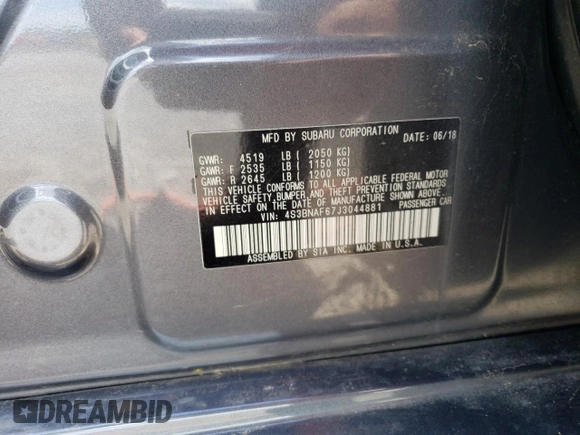 MFD BY SUBARU CORPORATION DATE: 06/18
GVWR: 4519 LB ( 2050 KG)
GAWR: F 2535 LB ( 1150 KG)
GAWR: R 2645 LB ( 1200 KG)
THIS VEHICLE CONFORMS TO ALL APPLICABLE FEDERAL MOTOR
VEHICLE SAFETY, BUMPER, AND THEFT PREVENTION STANDARDS
IN EFFECT ON THE DATE OF MANUFACTURE SHOWN ABOVE.
VIN: 4S3BNAF67J3044881 PASSENGER CAR
ASSEMBLED BY SIA INC. MADE IN U.S.A.
DREAMBID